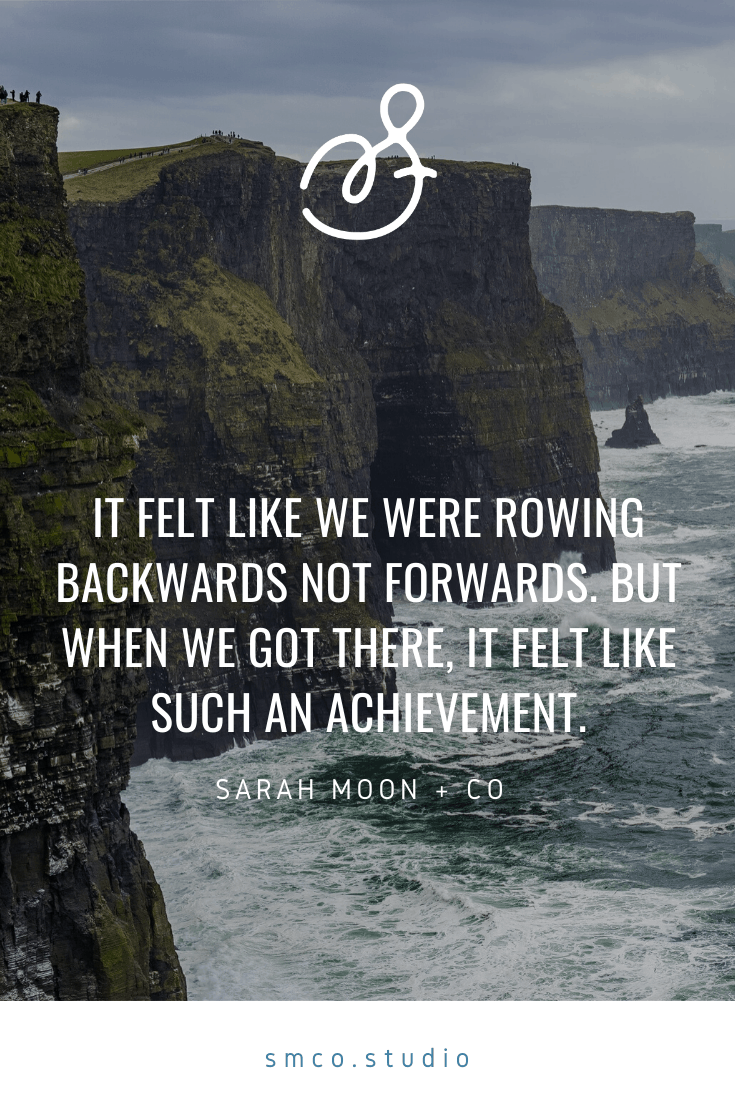 IT FELT LIKE WE WERE ROWING
BACKWARDS NOT FORWARDS. BUT
WHEN WE GOT THERE, IT FELT LIKE
SUCH AN ACHIEVEMENT.
SARAH MOON + CO
smco.studio